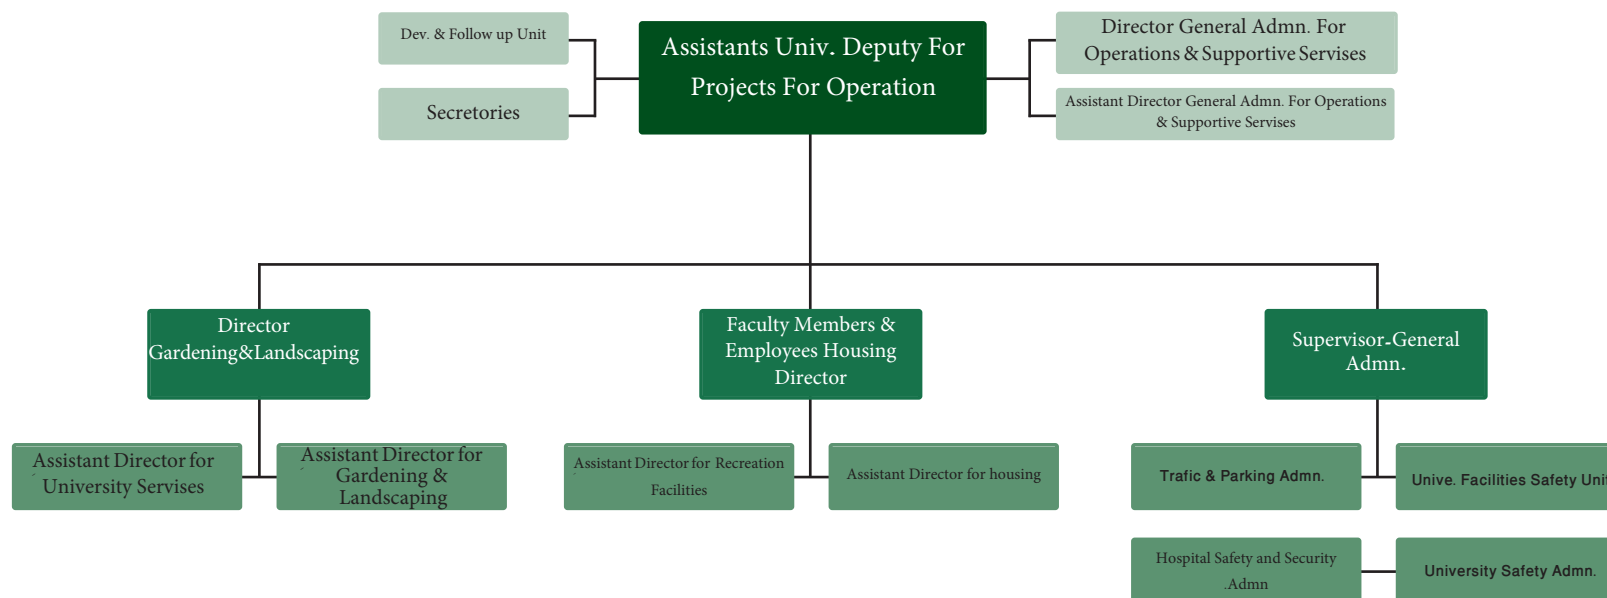 Dev. & Follow up Unit
Secretories
Assistants Univ. Deputy For
Projects For Operation
Director General Admn. For
Operations & Supportive Servises
Assistant Director General Admn. For Operations
& Supportive Servises
Director
Gardening&Landscaping
Faculty Members &
Employees Housing
Director
Supervisor-General
Admn.
Assistant Director for
University Servises
Assistant Director for
Gardening &
Landscaping
Assistant Director for Recreation
Facilities
Assistant Director for housing
Trafic & Parking Admn.
Unive. Facilities Safety Unit
Hospital Safety and Security
.Admn
University Safety Admn.